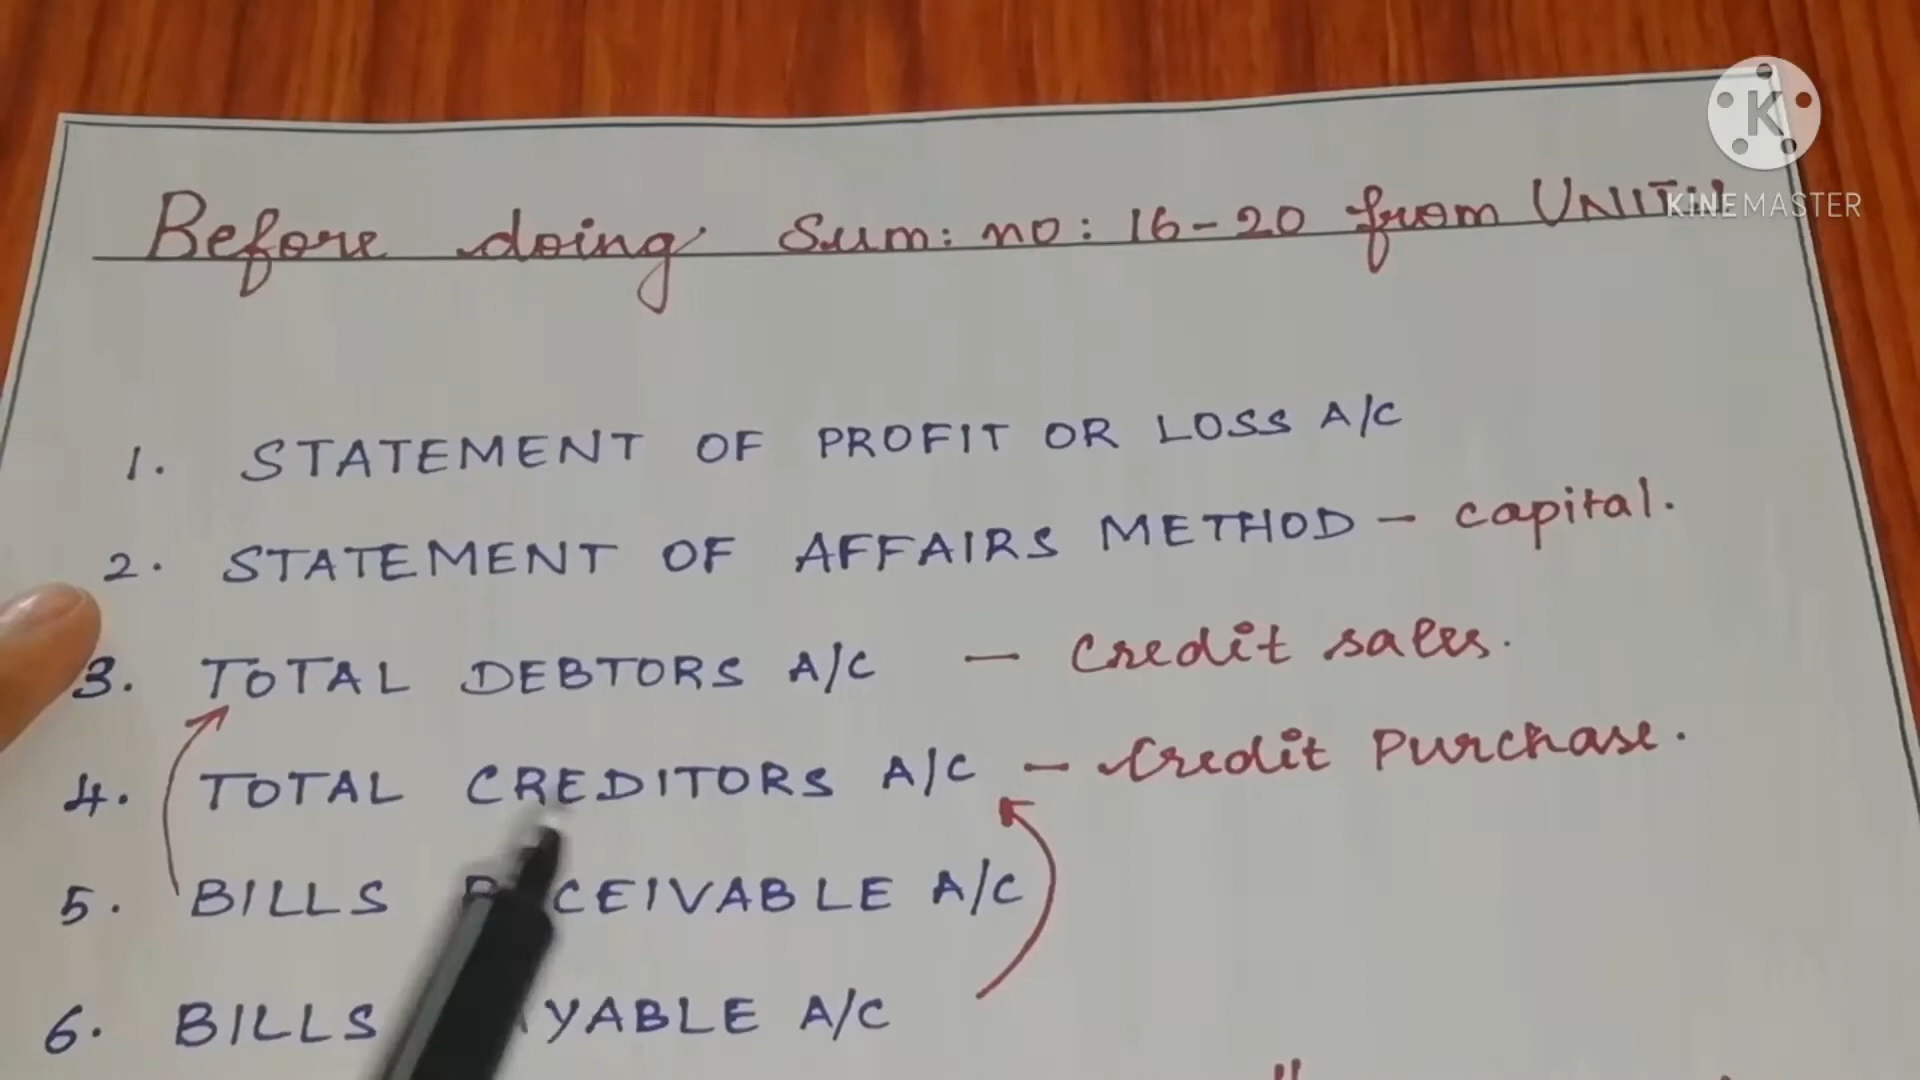 K
KINEMASTER
Before doing Sum: no: 16-20 from UNIT:
1. STATEMENT OF PROFIT OR LOSS A/C
2. STATEMENT OF AFFAIRS METHOD - capital.
3. TOTAL DEBTORS A/C - Credit sales.
4. TOTAL CREDITORS A/C - Credit Purchase.
5. BILLS CEIVABLE A/C
6. BILLS YABLE A/C